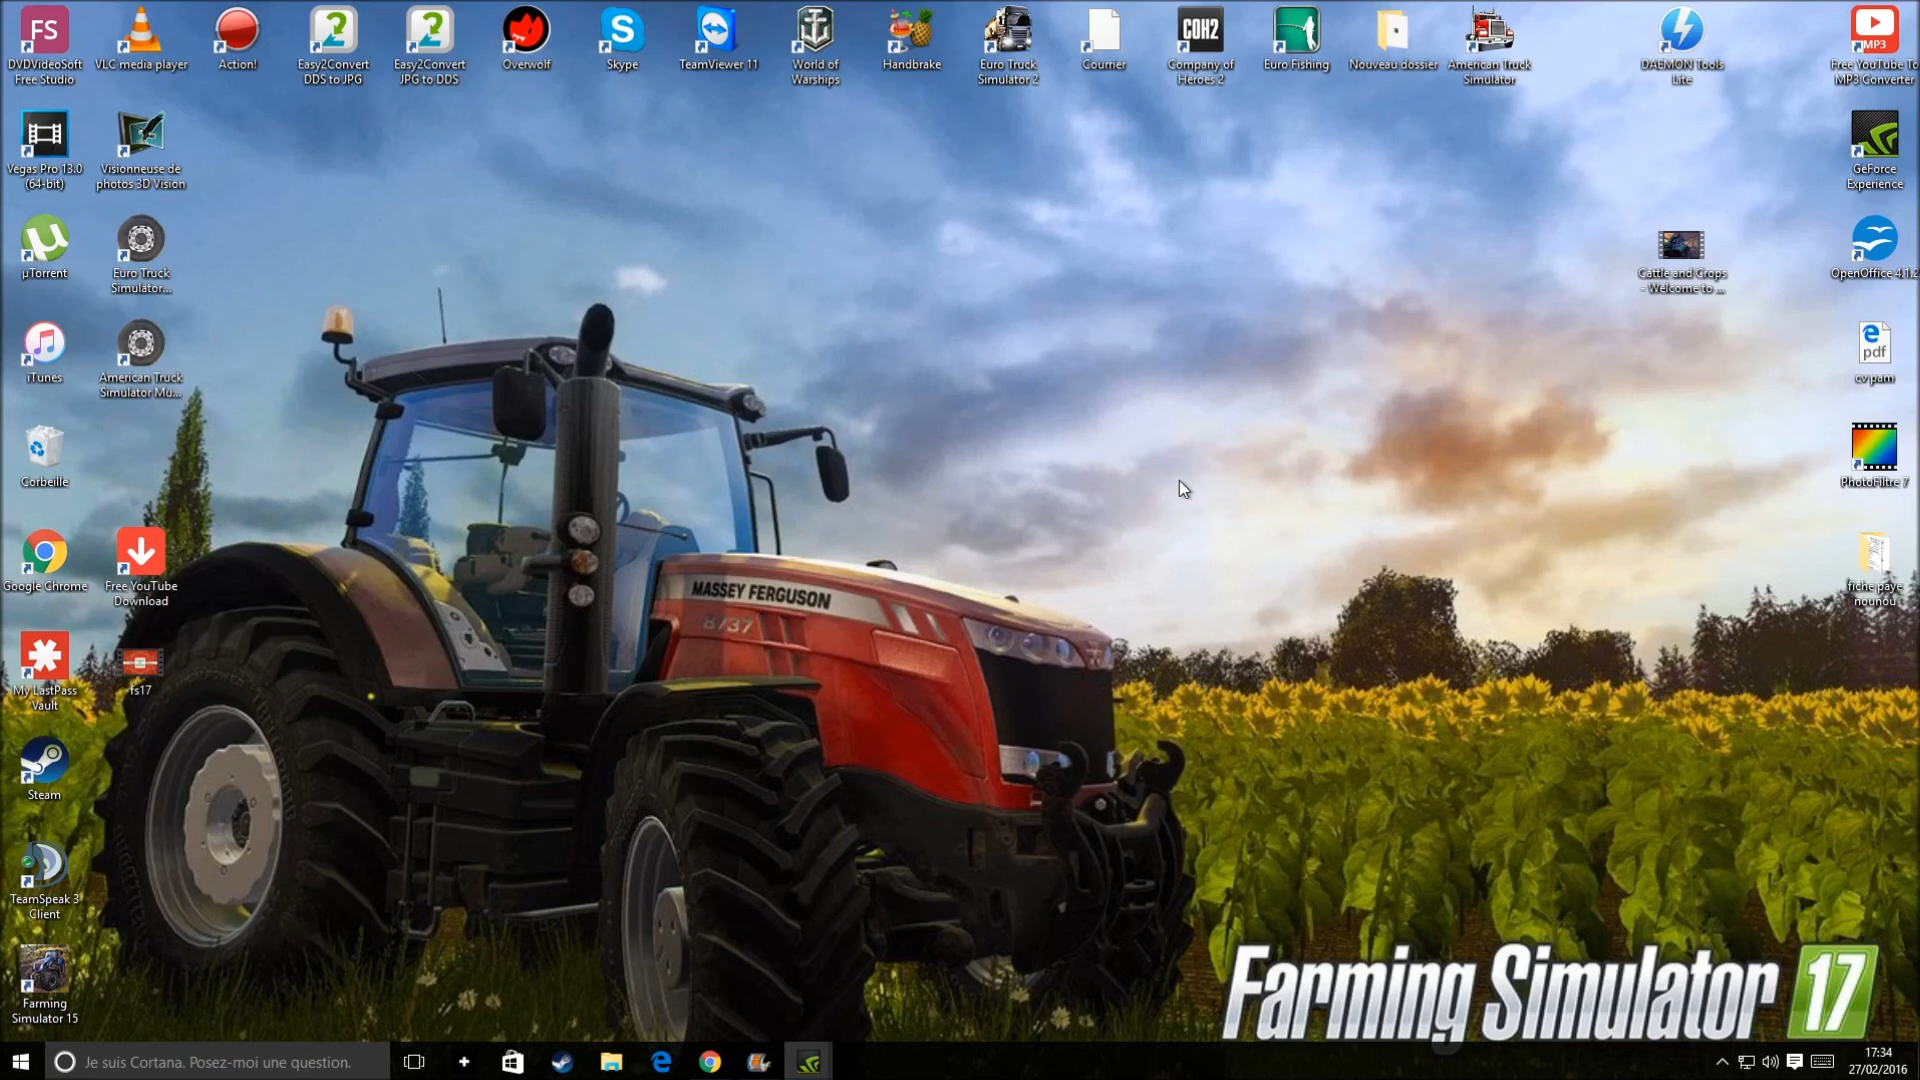 FS
DVDVideoSoft
Free Studio
VLC media player
Action!
2
Easy2Convert
DDS to JPG
2
Easy2Convert
JPG to DDS
Overwolf
S
Skype
TeamViewer 11
World of
Warships
Handbrake
Euro Truck
Simulator 2
Courrier
COH2
Company of
Heroes 2
Euro Fishing
Nouveau dossier
American Truck
Simulator
DAEMON Tools
Lite
MP3
Free YouTube To
MP3 Converter
Vegas Pro 13.0
(64-bit)
Visionneuse de
photos 3D Vision
GeForce
Experience
µ
µTorrent
Euro Truck
Simulator...
Cattle and Crops
- Welcome to ...
OpenOffice 4.1.2
iTunes
American Truck
Simulator Mu...
pdf
cv pam
Corbeille
PhotoFiltre 7
Google Chrome
Free YouTube
Download
fiche paye
nounou
MASSEY FERGUSON
8737
My LastPass
Vault
fs17
Steam
TeamSpeak 3
Client
Farming
Simulator 15
Farming Simulator 17
Je suis Cortana. Posez-moi une question.
17:34
27/02/2016